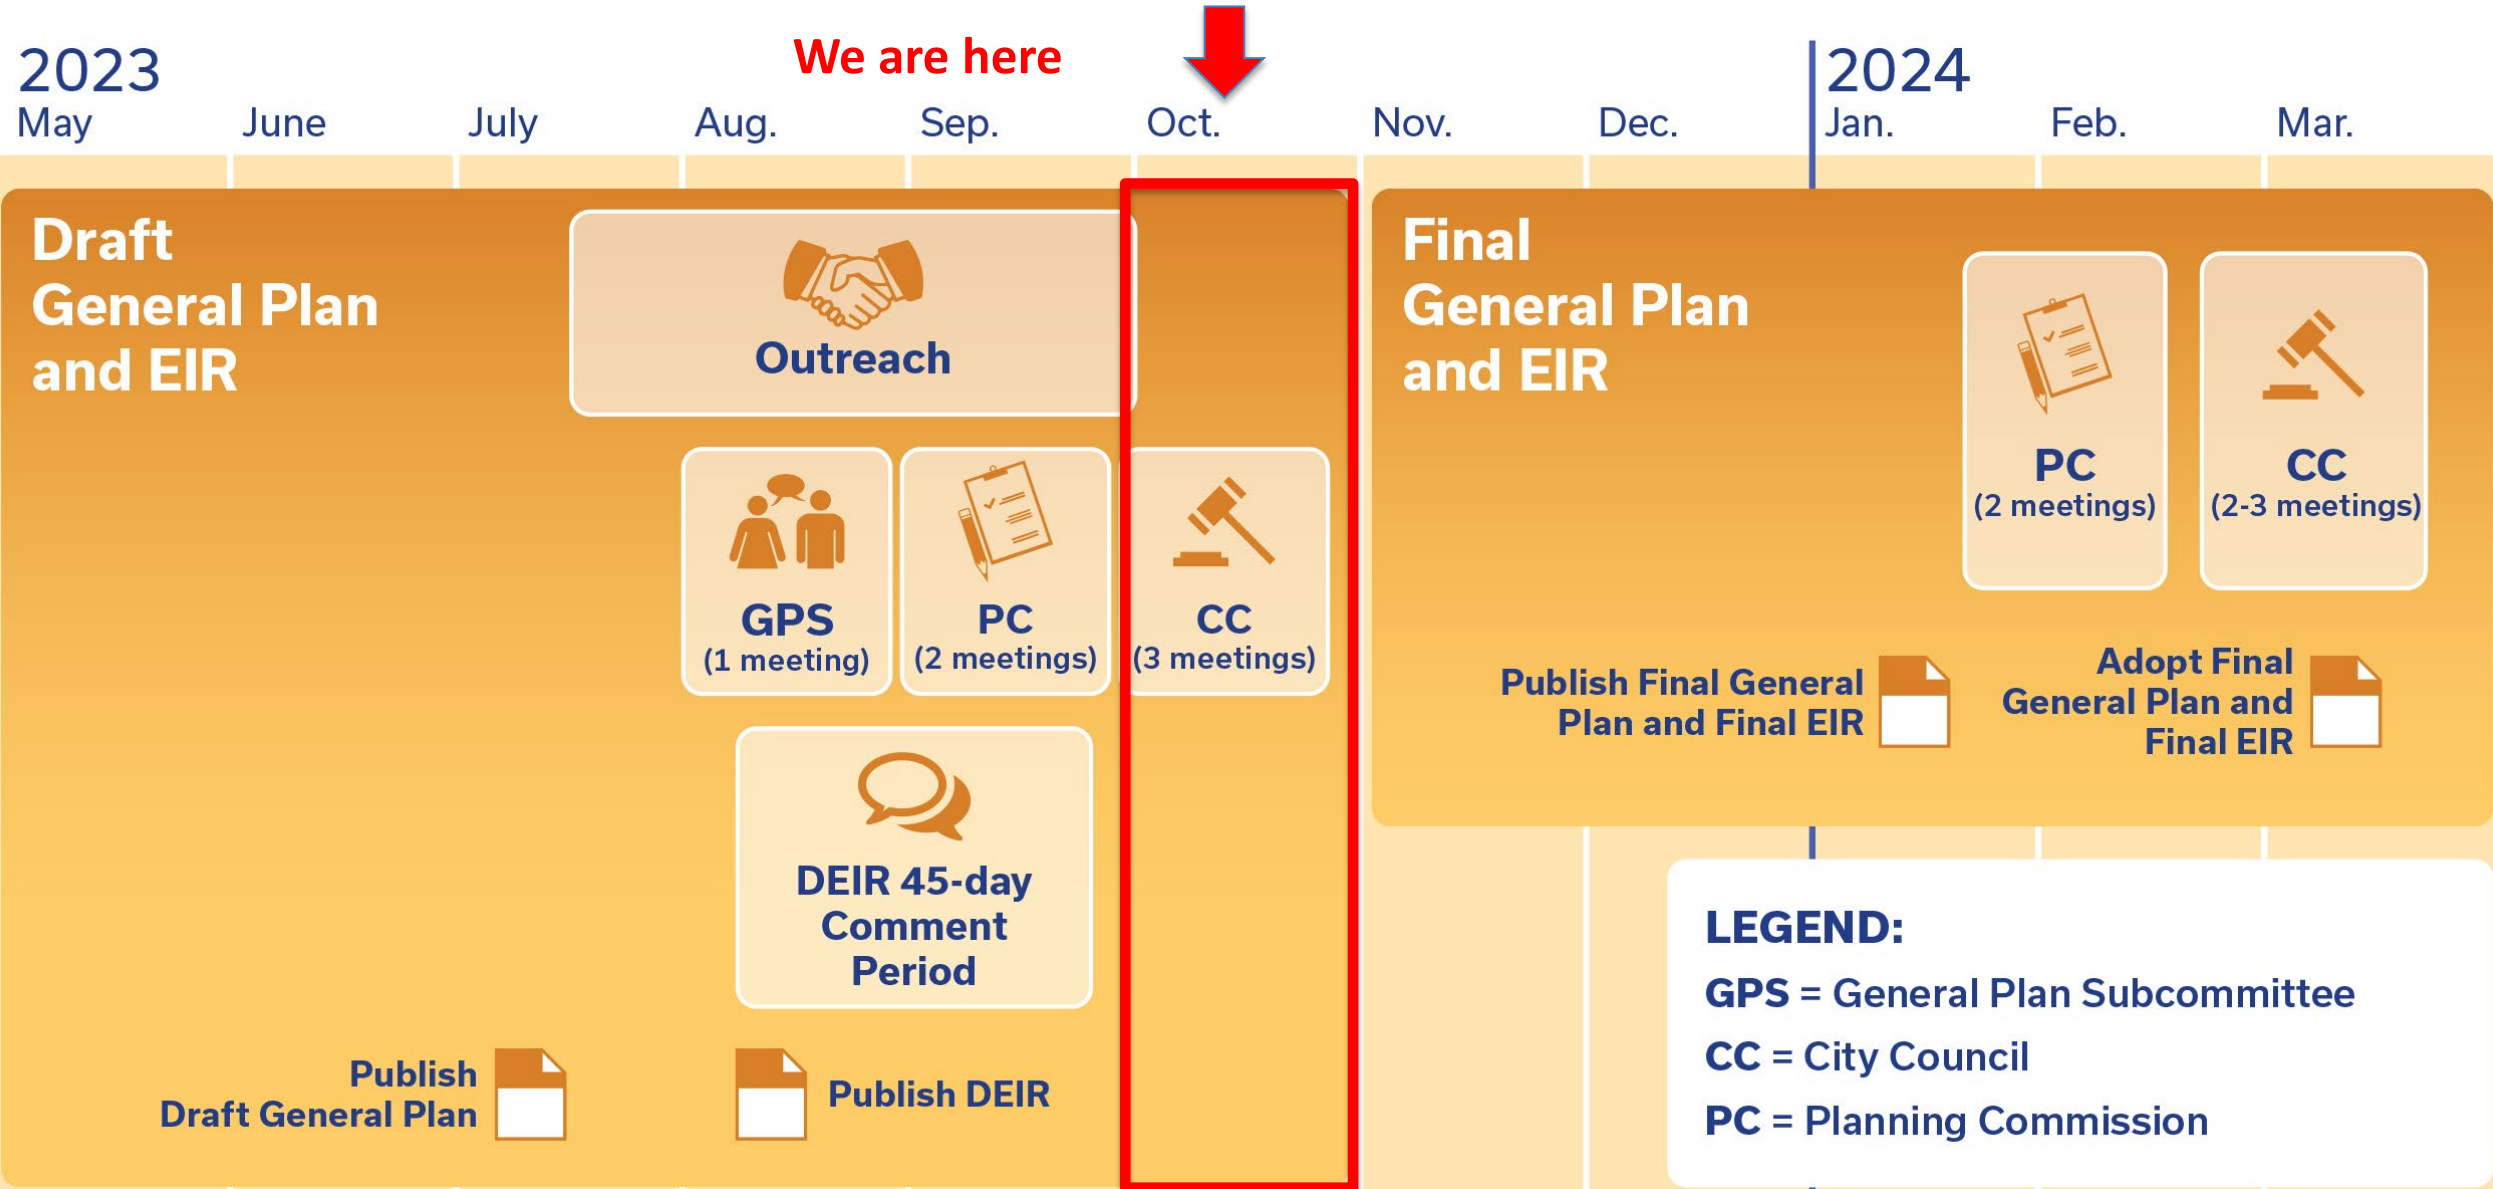 We are here
2023
2024
May
June
July
Aug.
Sep.
Oct.
Nov.
Dec.
Jan.
Feb.
Mar.
Draft
General Plan
and EIR
Outreach
GPS
(1 meeting)
PC
(2 meetings)
CC
(3 meetings)
DEIR 45-day
Comment
Period
Publish
Draft General Plan
Publish DEIR
Final
General Plan
and EIR
PC
(2 meetings)
CC
(2-3 meetings)
Publish Final General
Plan and Final EIR
Adopt Final
General Plan and
Final EIR
LEGEND:
GPS = General Plan Subcommittee
CC = City Council
PC = Planning Commission